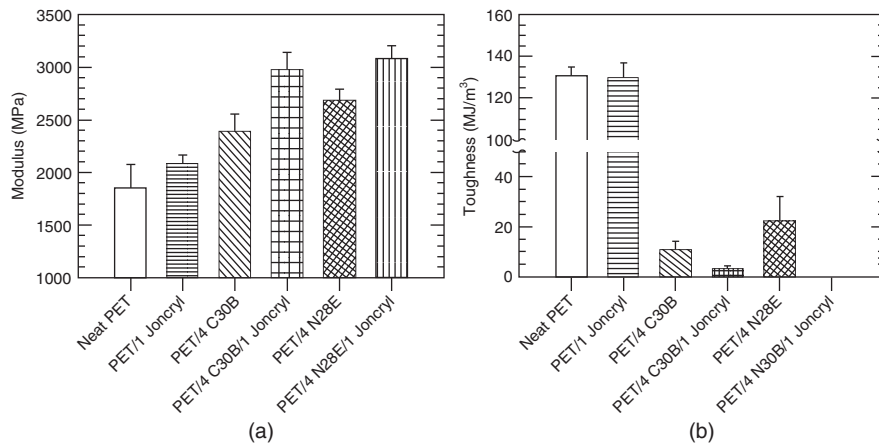 3500
3000
2500
2000
1500
1000
Modulus (MPa)
Neat PET
PET/1 Joncryl
PET/4 C30B
PET/4 C30B/1 Joncryl
PET/4 N28E
PET/4 N28E/1 Joncryl
(a)
160
140
120
100
40
20
0
Toughness (MJ/m³)
Neat PET
PET/1 Joncryl
PET/4 C30B
PET/4 C30B/1 Joncryl
PET/4 N28E
PET/4 N30B/1 Joncryl
(b)